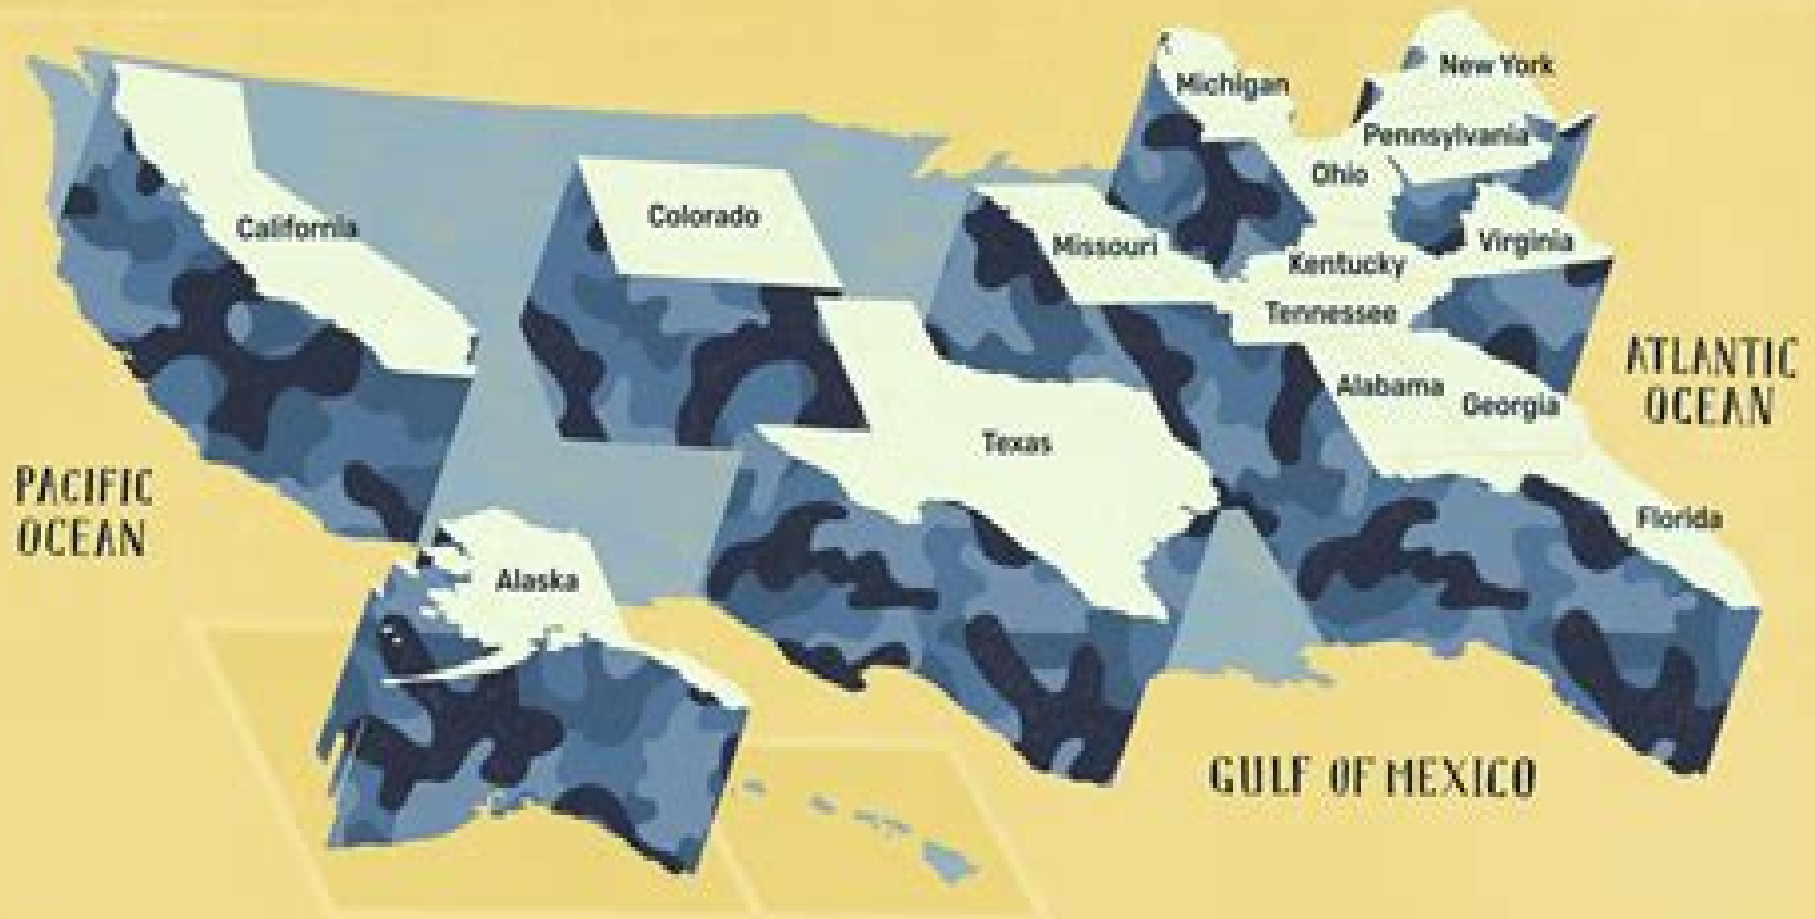 Michigan
New York
Pennsylvania
Ohio
California
Colorado
Missouri
Virginia
Kentucky
Tennessee
Alabama
Georgia
Texas
ATLANTIC
OCEAN
PACIFIC
OCEAN
Florida
Alaska
GULF OF MEXICO